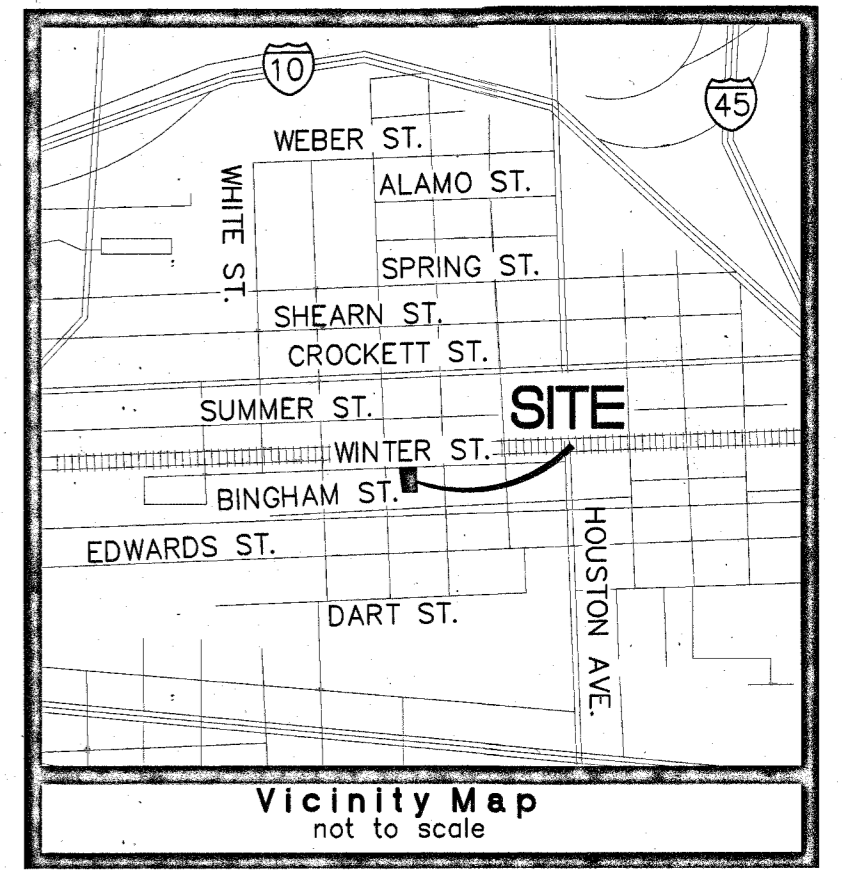 10
45
WEBER ST.
WHITE ST.
ALAMO ST.
SPRING ST.
SHEARN ST.
CROCKETT ST.
SUMMER ST.
SITE
WINTER ST.
BINGHAM ST.
EDWARDS ST.
HOUSTON AVE.
DART ST.
Vicinity Map
not to scale